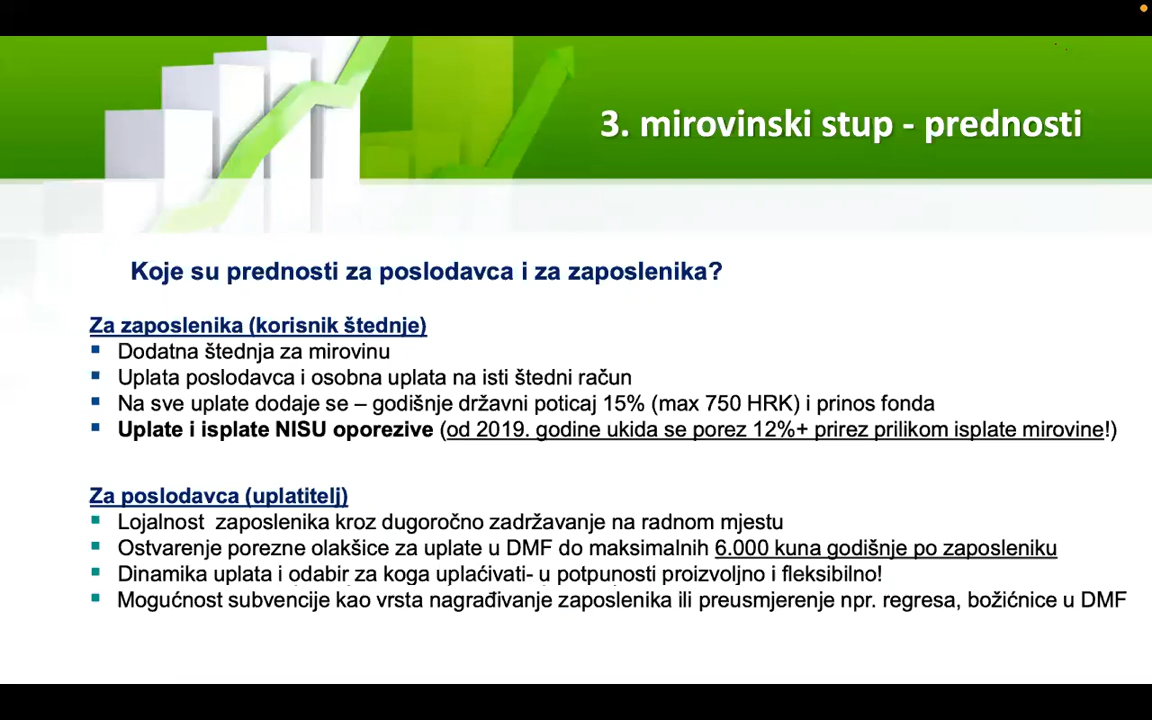 3. mirovinski stup - prednosti
Koje su prednosti za poslodavca i za zaposlenika?
Za zaposlenika (korisnik štednje)
Dodatna štednja za mirovinu
Uplata poslodavca i osobna uplata na isti štedni račun
Na sve uplate dodaje se – godišnje državni poticaj 15% (max 750 HRK) i prinos fonda
Uplate i isplate NISU oporezive (od 2019. godine ukida se porez 12%+ prirez prilikom isplate mirovine!)
Za poslodavca (uplatitelj)
Lojalnost zaposlenika kroz dugoročno zadržavanje na radnom mjestu
Ostvarenje porezne olakšice za uplate u DMF do maksimalnih 6.000 kuna godišnje po zaposleniku
Dinamika uplata i odabir za koga uplaćivati- u potpunosti proizvoljno i fleksibilno!
Mogućnost subvencije kao vrsta nagrađivanje zaposlenika ili preusmjerenje npr. regresa, božićnice u DMF